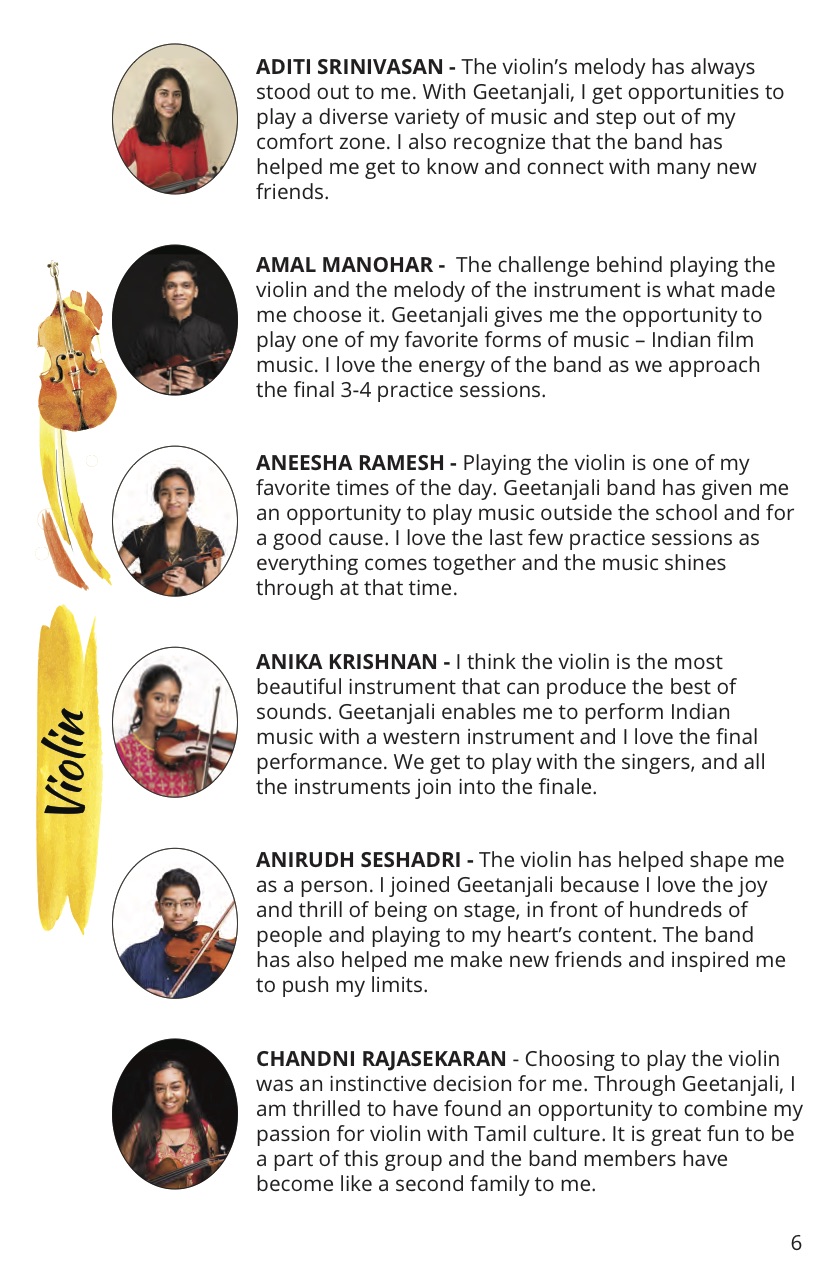 ADITI SRINIVASAN - The violin’s melody has always
stood out to me. With Geetanjali, I get opportunities to
play a diverse variety of music and step out of my
comfort zone. I also recognize that the band has
helped me get to know and connect with many new
friends.
AMAL MANOHAR -  The challenge behind playing the
violin and the melody of the instrument is what made
me choose it. Geetanjali gives me the opportunity to
play one of my favorite forms of music – Indian film
music. I love the energy of the band as we approach
the final 3-4 practice sessions.
ANEESHA RAMESH - Playing the violin is one of my
favorite times of the day. Geetanjali band has given me
an opportunity to play music outside the school and for
a good cause. I love the last few practice sessions as
everything comes together and the music shines
through at that time.
Violin
ANIKA KRISHNAN - I think the violin is the most
beautiful instrument that can produce the best of
sounds. Geetanjali enables me to perform Indian
music with a western instrument and I love the final
performance. We get to play with the singers, and all
the instruments join into the finale.
ANIRUDH SESHADRI - The violin has helped shape me
as a person. I joined Geetanjali because I love the joy
and thrill of being on stage, in front of hundreds of
people and playing to my heart’s content. The band
has also helped me make new friends and inspired me
to push my limits.
CHANDNI RAJASEKARAN - Choosing to play the violin
was an instinctive decision for me. Through Geetanjali, I
am thrilled to have found an opportunity to combine my
passion for violin with Tamil culture. It is great fun to be
a part of this group and the band members have
become like a second family to me.
6